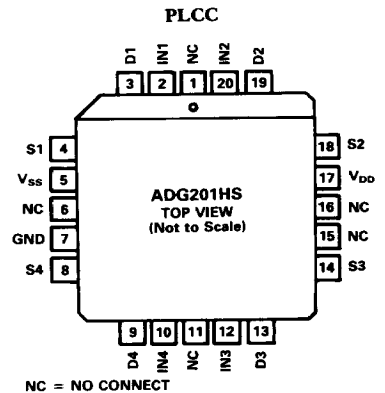 PLCC
D1 IN1 NC IN2 D2
3 2 1 20 19
S1 4 18 S2
VSS 5 17 VDD
NC 6 16 NC
GND 7 15 NC
S4 8 14 S3
ADG201HS
TOP VIEW
(Not to Scale)
9 10 11 12 13
D4 IN4 NC IN3 D3
NC = NO CONNECT